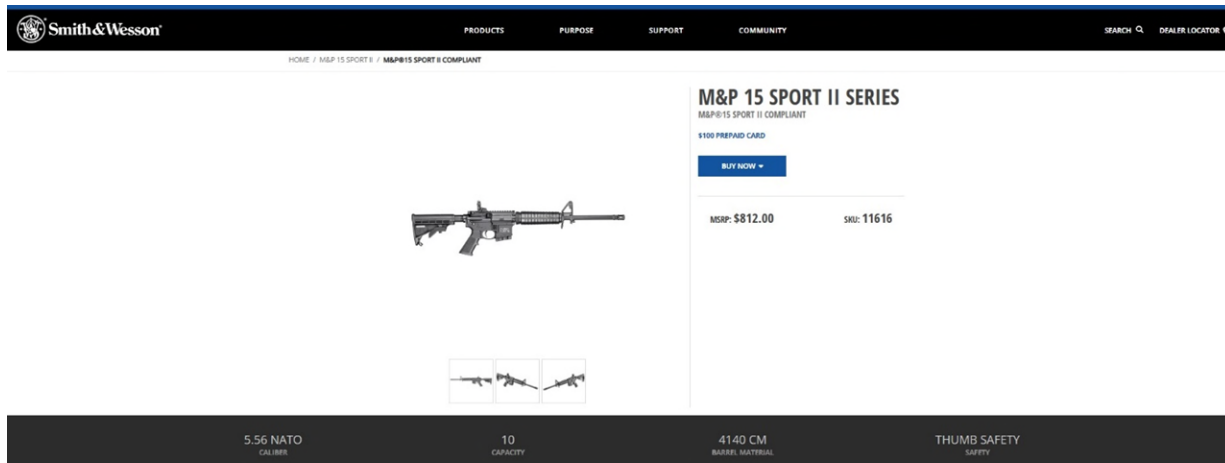 Smith&Wesson®
PRODUCTS PURPOSE SUPPORT COMMUNITY SEARCH DEALER LOCATOR
HOME / M&P 15 SPORT II / M&P®15 SPORT II COMPLIANT
M&P 15 SPORT II SERIES
M&P®15 SPORT II COMPLIANT
$100 PREPAID CARD
BUY NOW
MSRP: $812.00 SKU: 11616
5.56 NATO 10 4140 CM THUMB SAFETY
CALIBER CAPACITY BARREL MATERIAL SAFETY